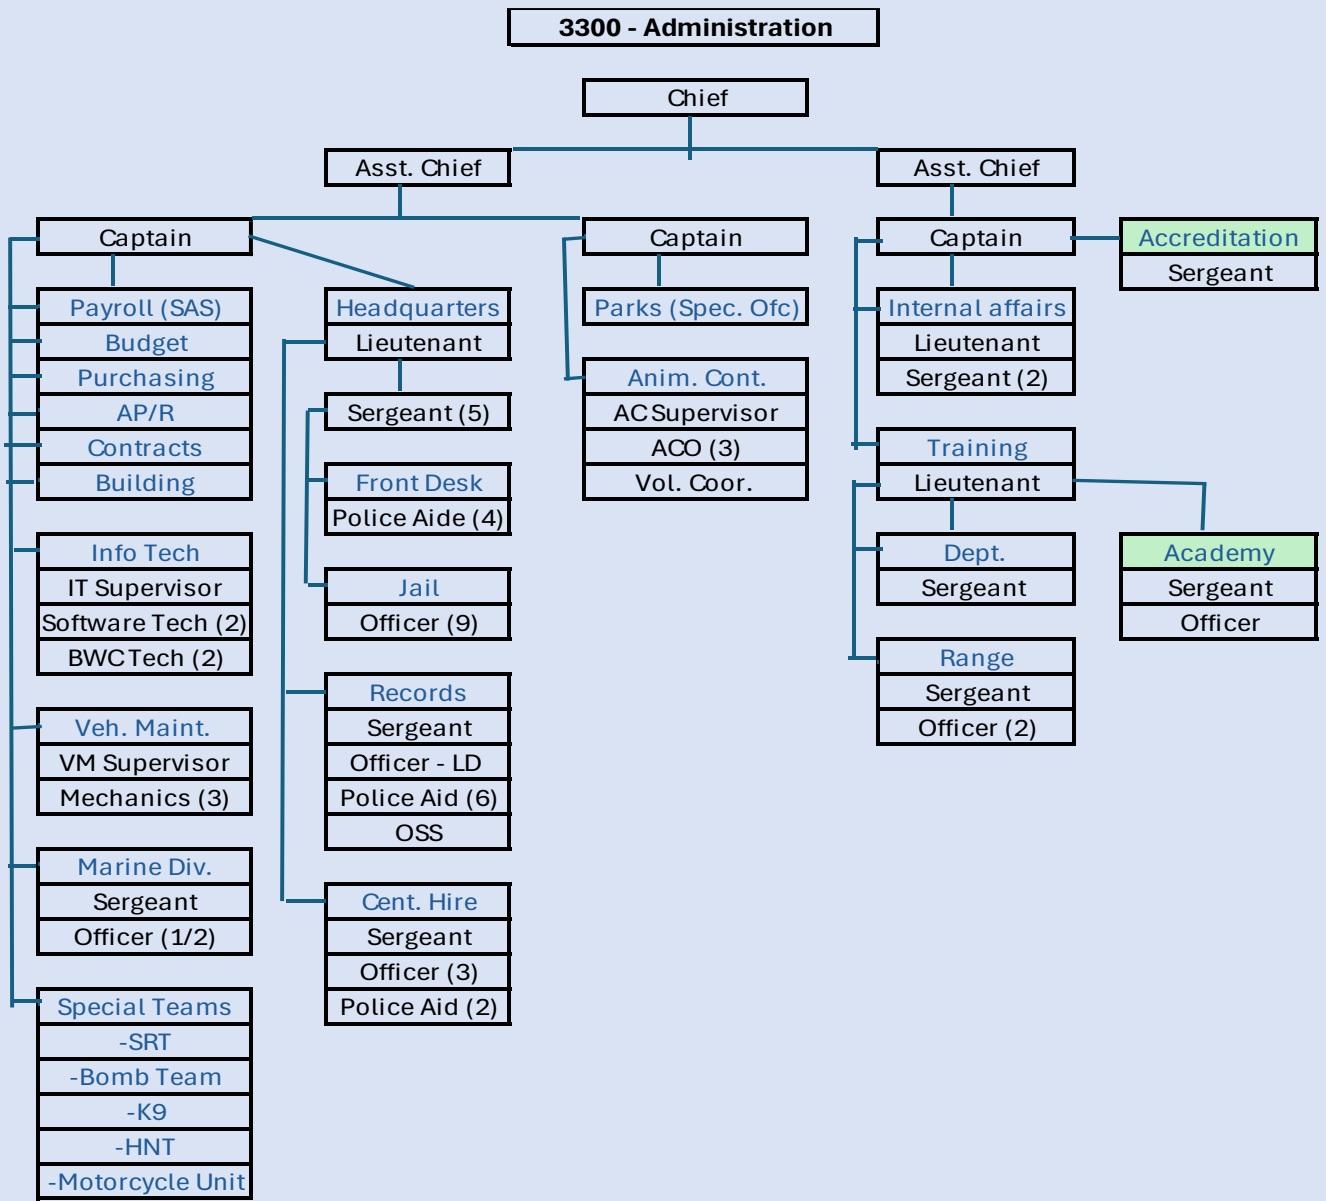 3300 - Administration
Chief
Asst. Chief
Asst. Chief
Captain
Captain
Captain
Accreditation
Sergeant
Payroll (SAS)
Budget
Purchasing
AP/R
Contracts
Building
Info Tech
IT Supervisor
Software Tech (2)
BWC Tech (2)
Veh. Maint.
VM Supervisor
Mechanics (3)
Marine Div.
Sergeant
Officer (1/2)
Special Teams
-SRT
-Bomb Team
-K9
-HNT
-Motorcycle Unit
Headquarters
Lieutenant
Sergeant (5)
Front Desk
Police Aide (4)
Jail
Officer (9)
Records
Sergeant
Officer - LD
Police Aid (6)
OSS
Cent. Hire
Sergeant
Officer (3)
Police Aid (2)
Parks (Spec. Ofc)
Anim. Cont.
AC Supervisor
ACO (3)
Vol. Coor.
Internal affairs
Lieutenant
Sergeant (2)
Training
Lieutenant
Dept.
Sergeant
Range
Sergeant
Officer (2)
Academy
Sergeant
Officer